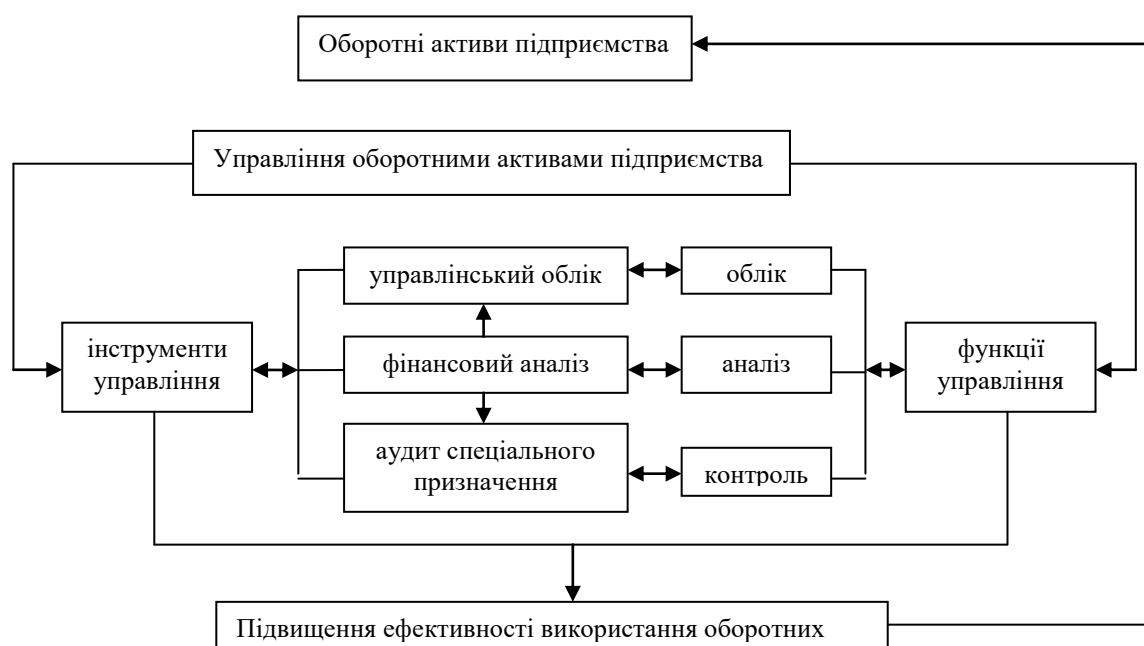 Оборотні активи підприємства
Управління оборотними активами підприємства
управлінський облік
облік
інструменти
управління
фінансовий аналіз
аналіз
функції
управління
аудит спеціального
призначення
контроль
Підвищення ефективності використання оборотних